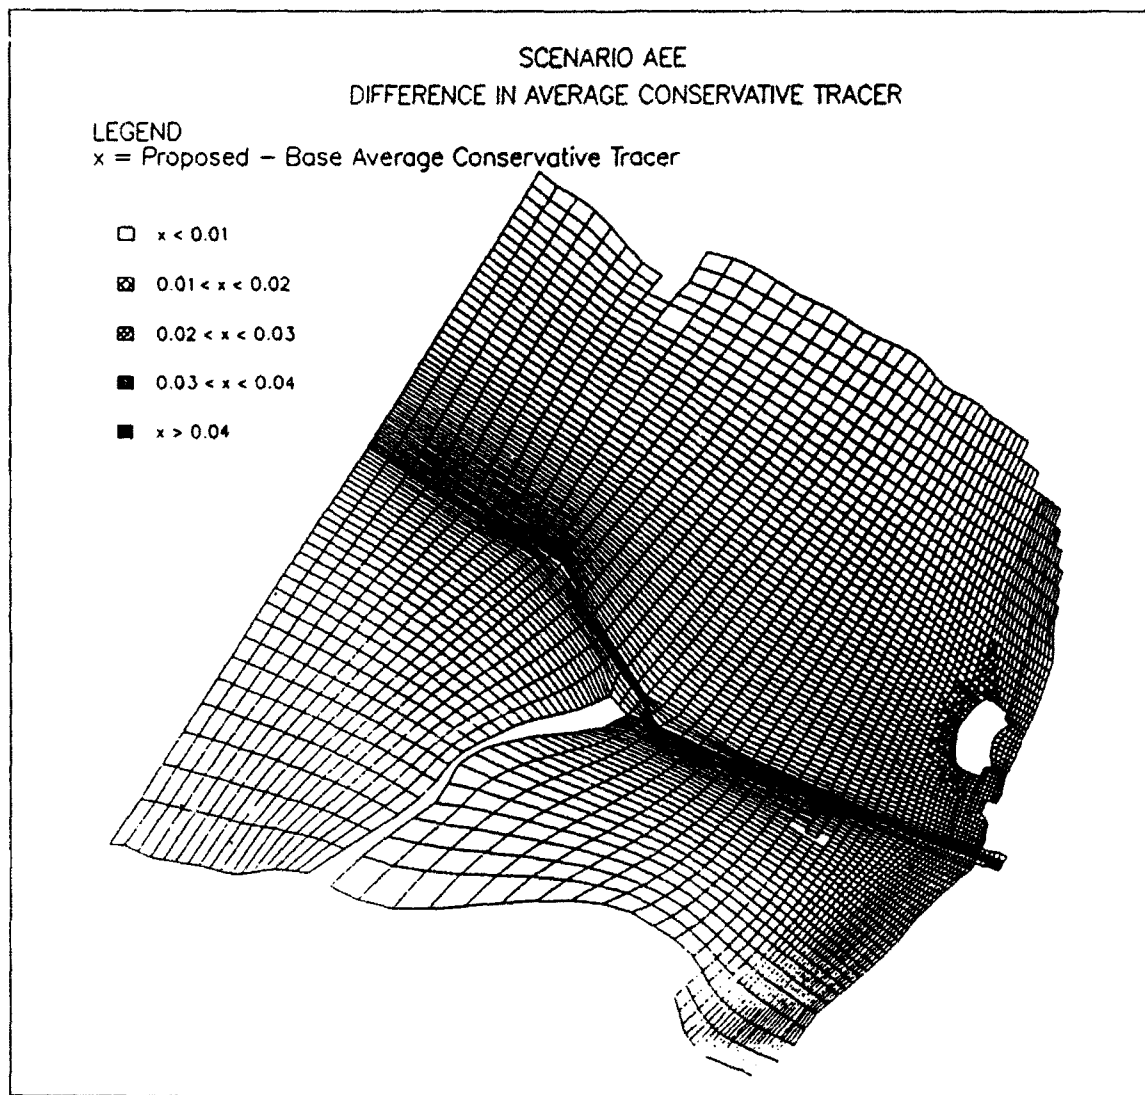 SCENARIO AEE
DIFFERENCE IN AVERAGE CONSERVATIVE TRACER
LEGEND
x = Proposed - Base Average Conservative Tracer
x < 0.01
0.01 < x < 0.02
0.02 < x < 0.03
0.03 < x < 0.04
x > 0.04